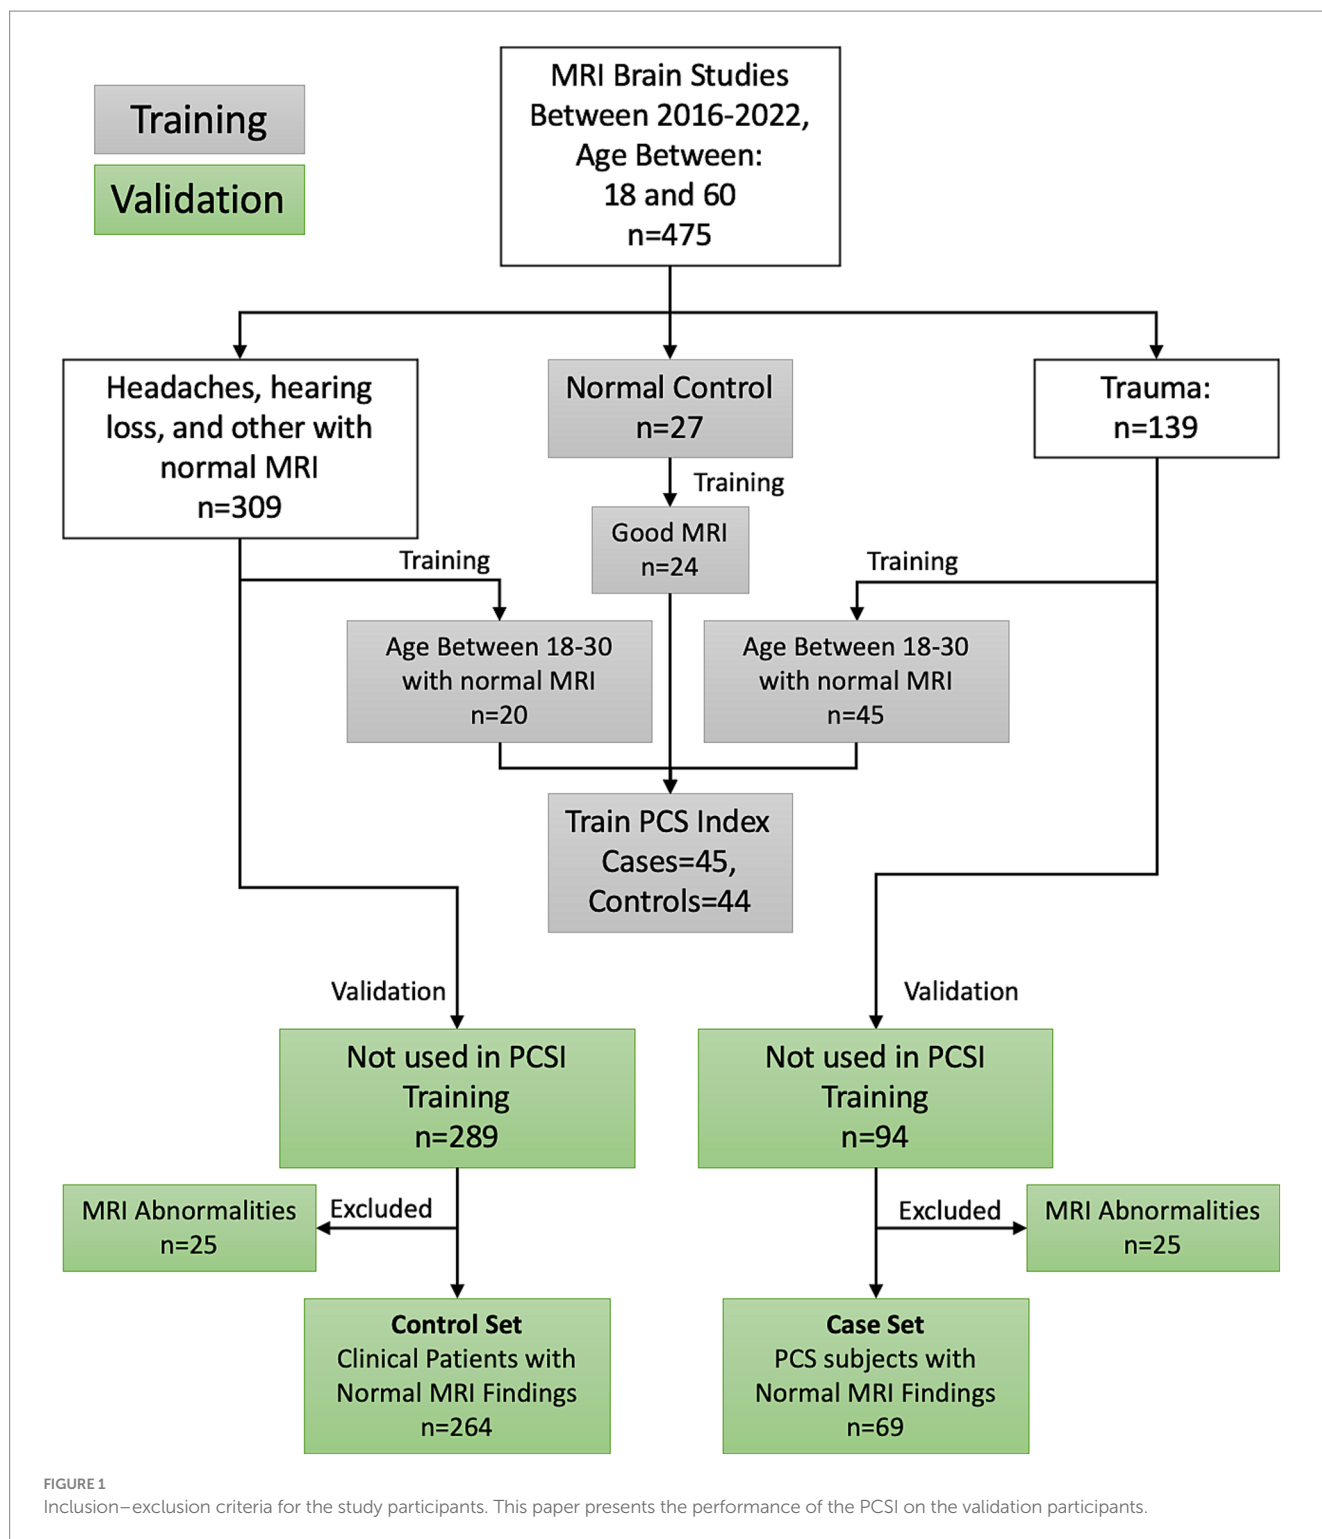 Training
Validation
MRI Brain Studies
Between 2016-2022,
Age Between:
18 and 60
n=475
Headaches, hearing
loss, and other with
normal MRI
n=309
Normal Control
n=27
Trauma:
n=139
Training
Good MRI
n=24
Training
Training
Age Between 18-30
with normal MRI
n=20
Age Between 18-30
with normal MRI
n=45
Train PCS Index
Cases=45,
Controls=44
Validation
Validation
Not used in PCSI
Training
n=289
Not used in PCSI
Training
n=94
MRI Abnormalities
n=25
Excluded
Excluded
MRI Abnormalities
n=25
Control Set
Clinical Patients with
Normal MRI Findings
n=264
Case Set
PCS subjects with
Normal MRI Findings
n=69
FIGURE 1
Inclusion–exclusion criteria for the study participants. This paper presents the performance of the PCSI on the validation participants.